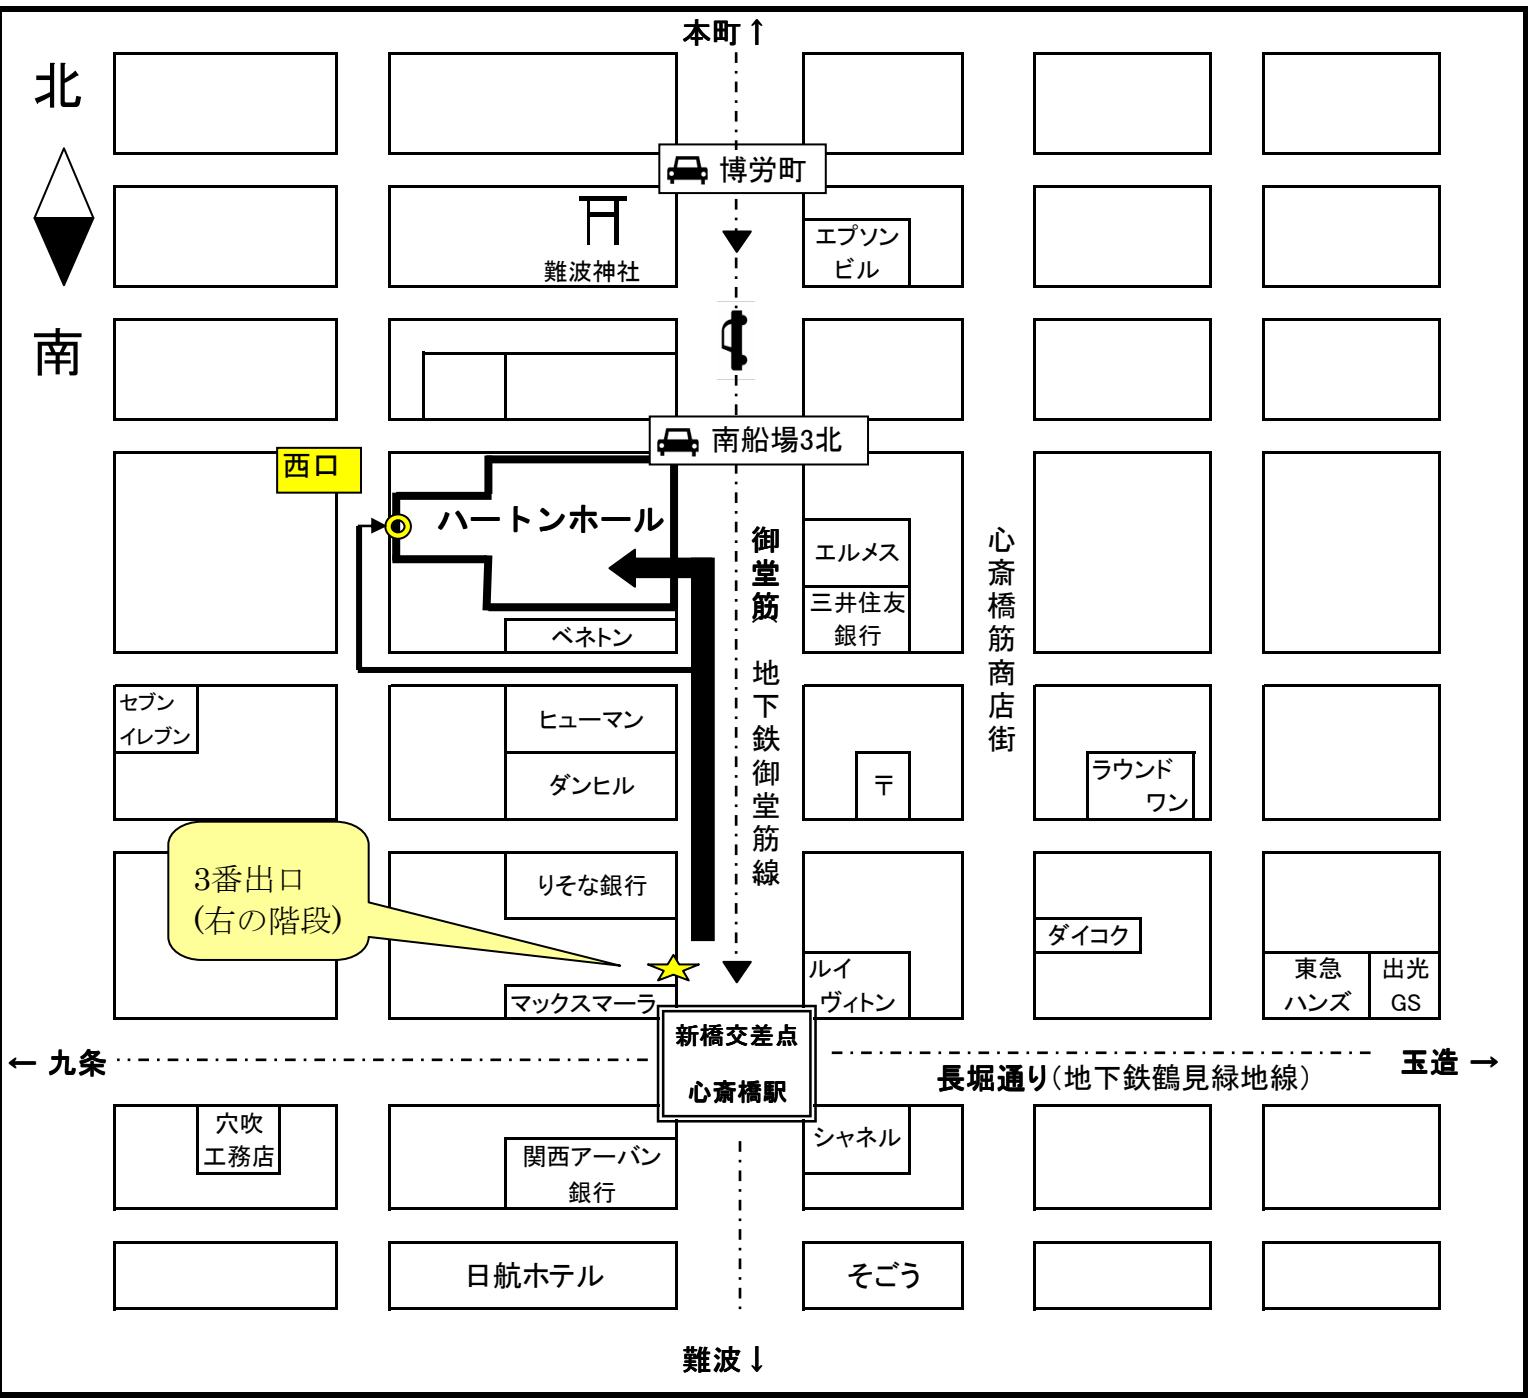 本町↑
北
博労町
エプソン
ビル
難波神社
南
南船場3北
西口
ハートンホール
御堂筋
地下鉄御堂筋線
エルメス
三井住友
銀行
心斎橋筋商店街
ベネトン
セブン
イレブン
ヒューマン
ダンヒル
〒
ラウンド
ワン
3番出口
(右の階段)
りそな銀行
ダイコク
マックスマーラ
ルイ
ヴィトン
東急
ハンズ
出光
GS
新橋交差点
心斎橋駅
← 九条
玉造 →
長堀通り(地下鉄鶴見緑地線)
穴吹
工務店
関西アーバン
銀行
シャネル
日航ホテル
そごう
難波↓